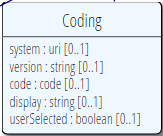 Coding
system : uri [0..1]
version : string [0..1]
code : code [0..1]
display : string [0..1]
userSelected : boolean [0..1]